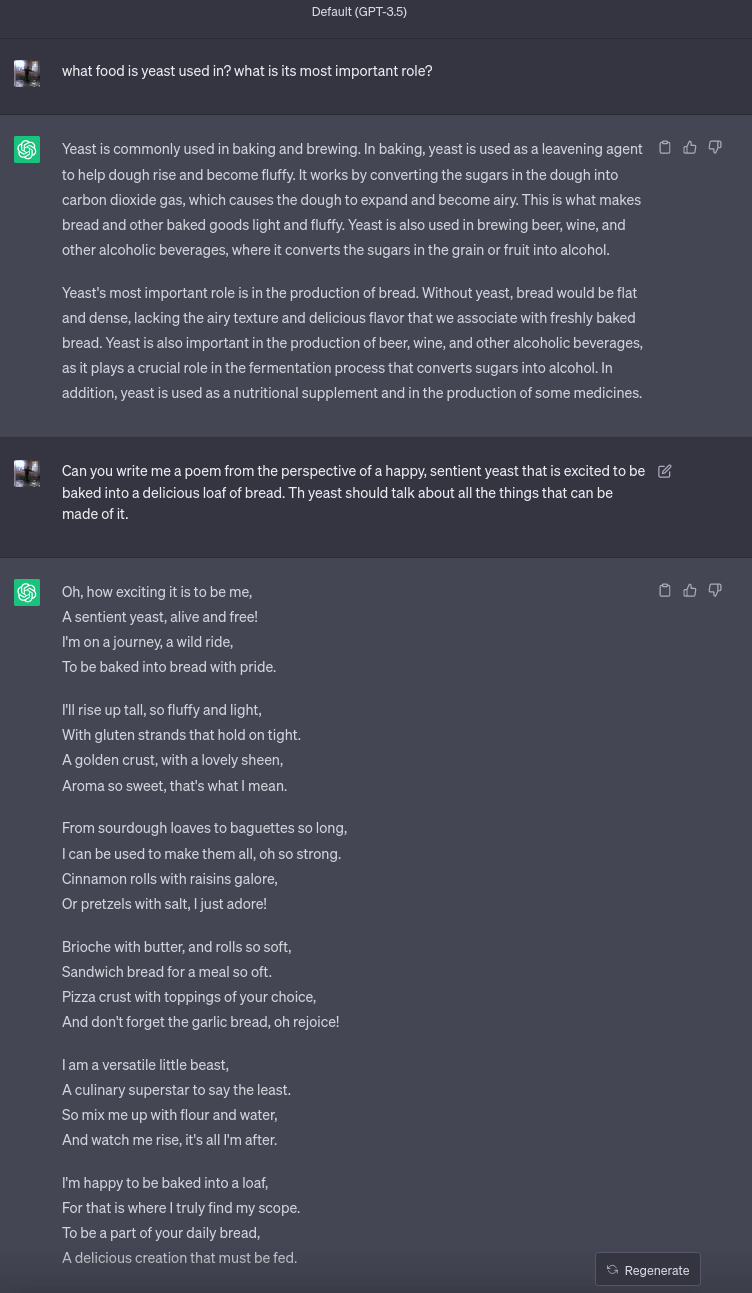 Default (GPT-3.5)
what food is yeast used in? what is its most important role?
Yeast is commonly used in baking and brewing. In baking, yeast is used as a leavening agent
to help dough rise and become fluffy. It works by converting the sugars in the dough into
carbon dioxide gas, which causes the dough to expand and become airy. This is what makes
bread and other baked goods light and fluffy. Yeast is also used in brewing beer, wine, and
other alcoholic beverages, where it converts the sugars in the grain or fruit into alcohol.
Yeast's most important role is in the production of bread. Without yeast, bread would be flat
and dense, lacking the airy texture and delicious flavor that we associate with freshly baked
bread. Yeast is also important in the production of beer, wine, and other alcoholic beverages,
as it plays a crucial role in the fermentation process that converts sugars into alcohol. In
addition, yeast is used as a nutritional supplement and in the production of some medicines.
Can you write me a poem from the perspective of a happy, sentient yeast that is excited to be
baked into a delicious loaf of bread. Th yeast should talk about all the things that can be
made of it.
Oh, how exciting it is to be me,
A sentient yeast, alive and free!
I'm on a journey, a wild ride,
To be baked into bread with pride.
I'll rise up tall, so fluffy and light,
With gluten strands that hold on tight.
A golden crust, with a lovely sheen,
Aroma so sweet, that's what I mean.
From sourdough loaves to baguettes so long,
I can be used to make them all, oh so strong.
Cinnamon rolls with raisins galore,
Or pretzels with salt, I just adore!
Brioche with butter, and rolls so soft,
Sandwich bread for a meal so oft.
Pizza crust with toppings of your choice,
And don't forget the garlic bread, oh rejoice!
I am a versatile little beast,
A culinary superstar to say the least.
So mix me up with flour and water,
And watch me rise, it's all I'm after.
I'm happy to be baked into a loaf,
For that is where I truly find my scope.
To be a part of your daily bread,
A delicious creation that must be fed.
Regenerate